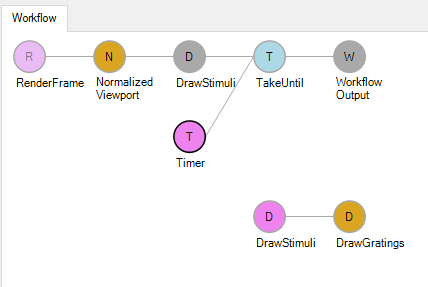 Workflow
R
N
D
T
W
RenderFrame
Normalized
Viewport
DrawStimuli
TakeUntil
Workflow
Output
T
Timer
D
D
DrawStimuli
DrawGratings